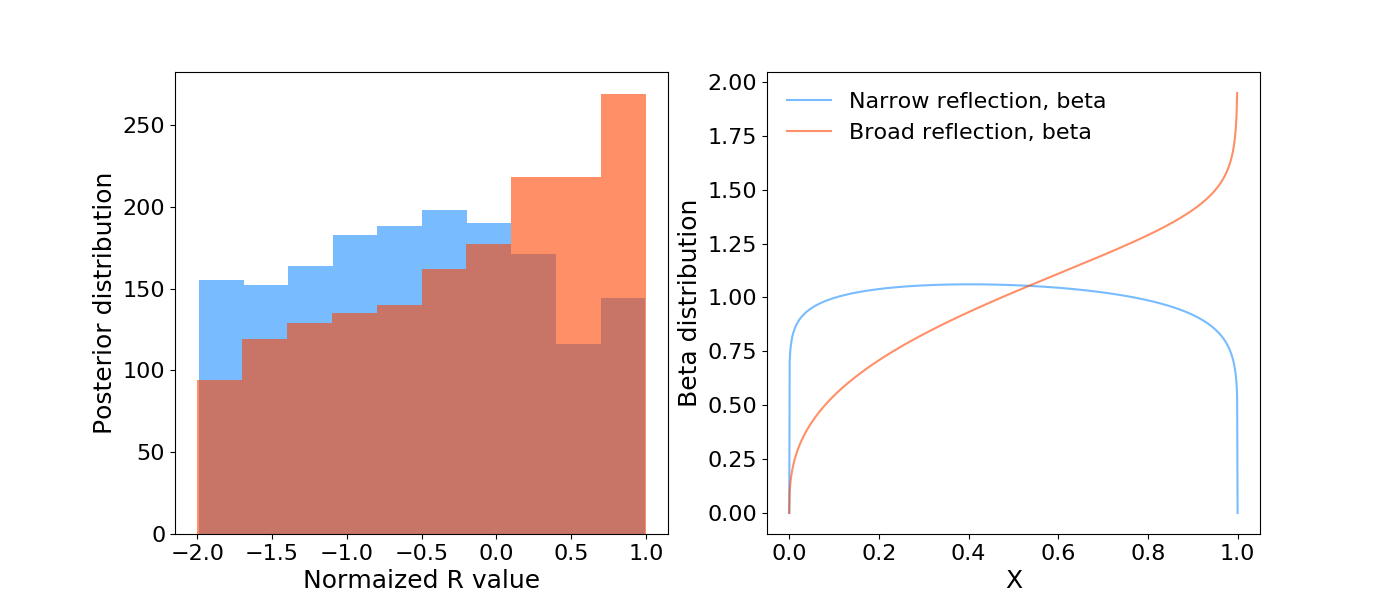 Posterior distribution
250
200
150
100
50
0
−2.0 −1.5 −1.0 −0.5 0.0 0.5 1.0
Normaized R value
Beta distribution
2.00
1.75
1.50
1.25
1.00
0.75
0.50
0.25
0.00
Narrow reflection, beta
Broad reflection, beta
0.0 0.2 0.4 0.6 0.8 1.0
X